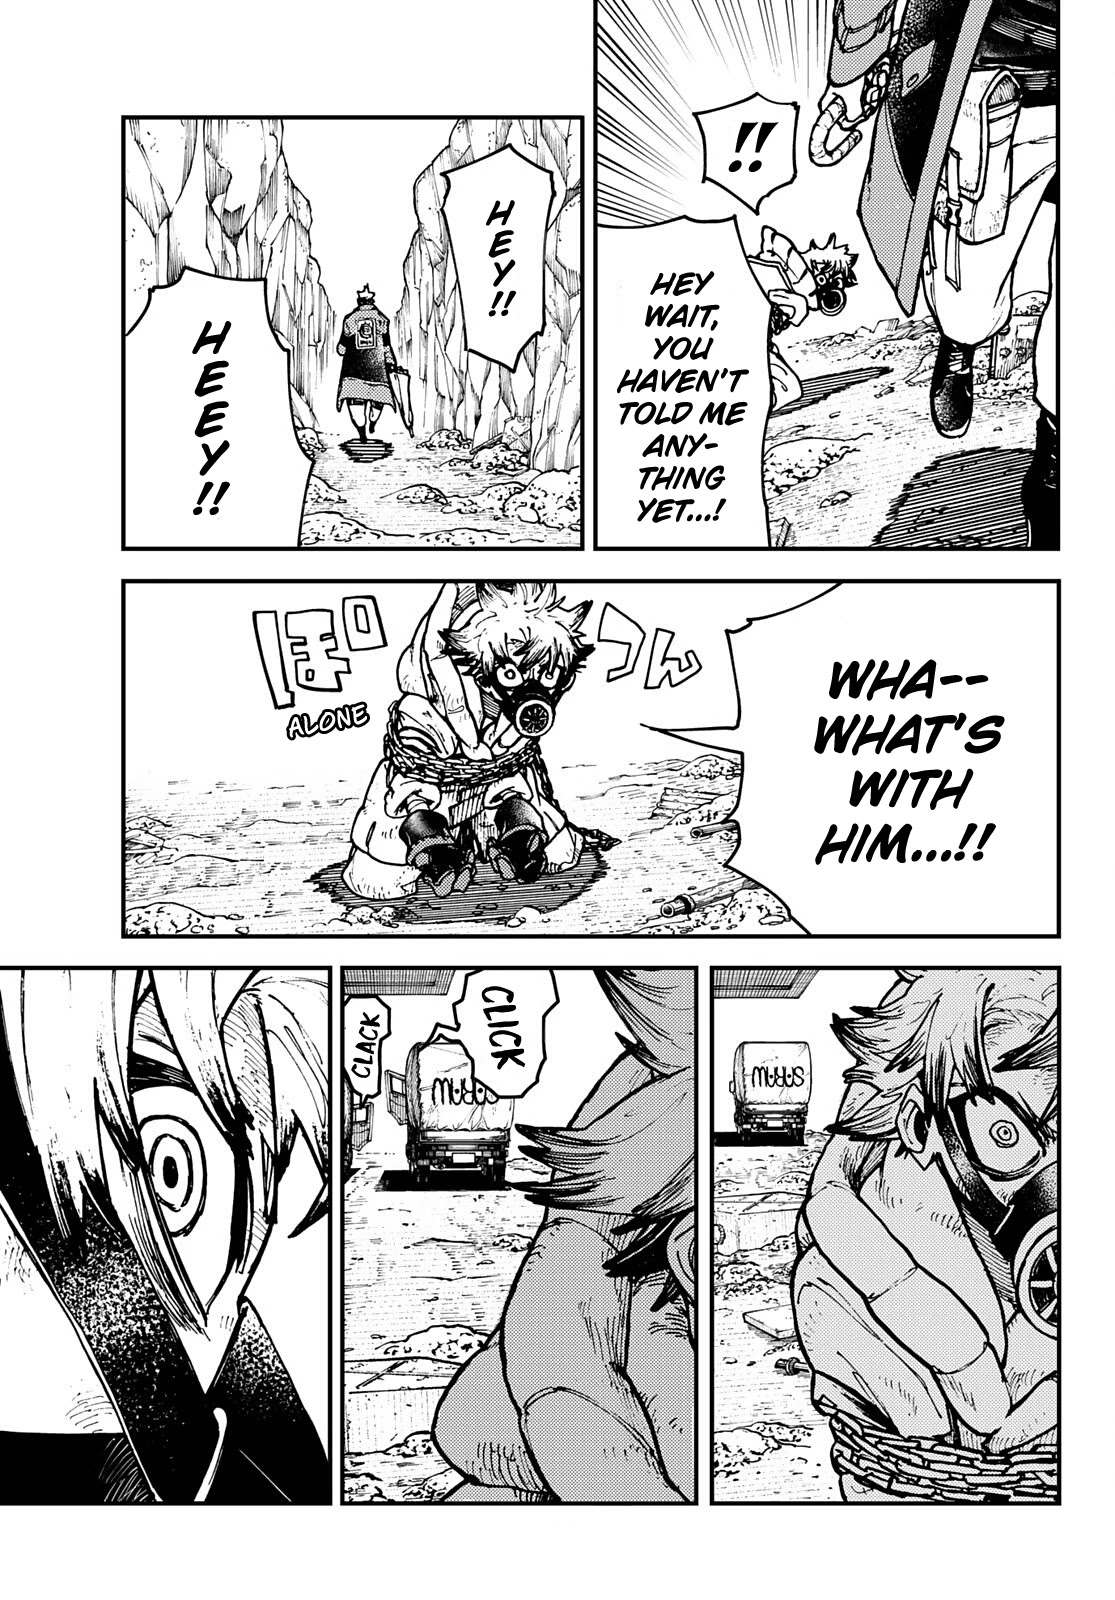 !!
HEY
WAIT,
YOU
HAVEN'T
TOLD ME
ANY-
THING
YET...!
HEY!!
HEEY!!
WHA--
WHAT'S
WITH
HIM...!!
ぽつん
ALONE
CLICK
CLACK